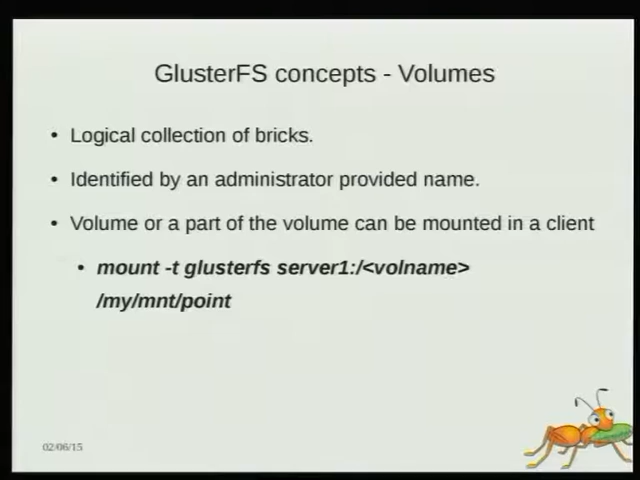 GlusterFS concepts - Volumes
• Logical collection of bricks.
• Identified by an administrator provided name.
• Volume or a part of the volume can be mounted in a client
• mount -t glusterfs server1:/<volname>
/my/mnt/point
02/06/15